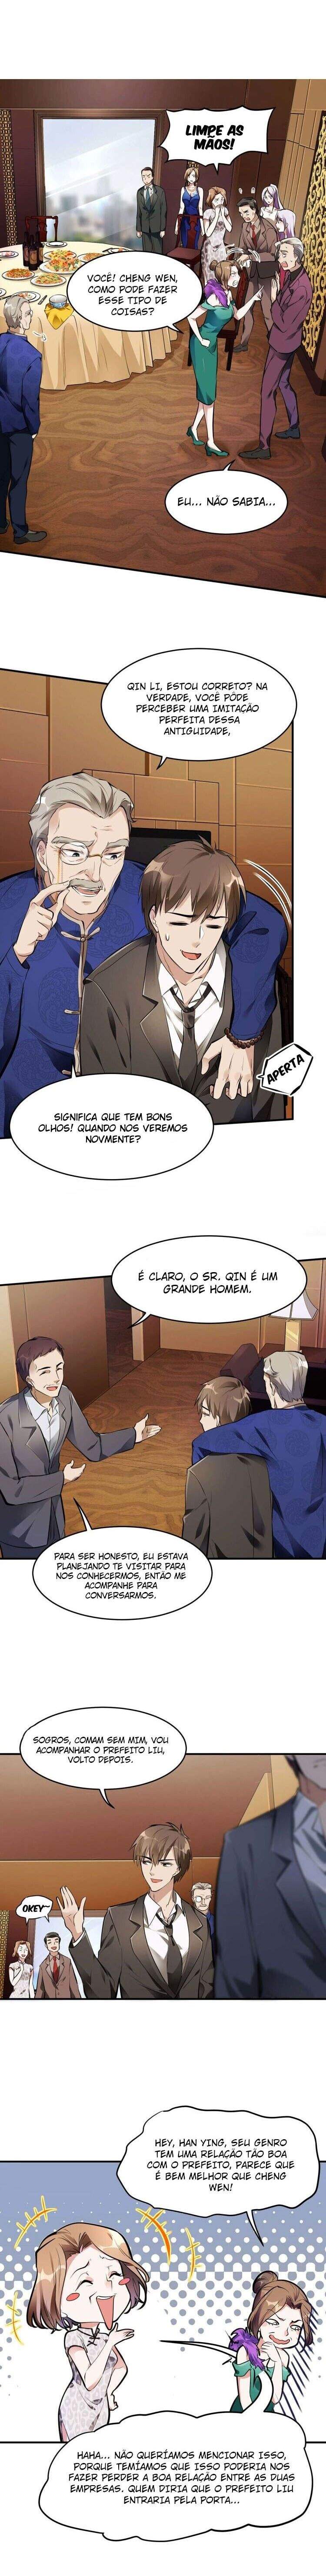 LIMPE AS
MÃOS!
VOCÊ! CHENG WEN,
COMO PODE FAZER
ESSE TIPO DE
COISAS?
EU... NÃO SABIA...
QIN LI, ESTOU CORRETO? NA
VERDADE, VOCÊ PÔDE
PERCEBER UMA IMITAÇÃO
PERFEITA DESSA
ANTIGUIDADE,
APERTA
SIGNIFICA QUE TEM BONS
OLHOS! QUANDO NOS VEREMOS
NOVMENTE?
É CLARO, O SR. QIN É UM
GRANDE HOMEM.
PARA SER HONESTO, EU ESTAVA
PLANEJANDO TE VISITAR PARA
NOS CONHECERMOS, ENTÃO ME
ACOMPANHE PARA
CONVERSARMOS.
SOGROS, COMAM SEM MIM, VOU
ACOMPANHAR O PREFEITO LIU,
VOLTO DEPOIS.
OKEY~
HEY, HAN YING, SEU GENRO
TEM UMA RELAÇÃO TÃO BOA
COM O PREFEITO, PARECE QUE
É BEM MELHOR QUE CHENG
WEN!
HAHA... NÃO QUERÍAMOS MENCIONAR ISSO,
PORQUE TEMÍAMOS QUE ISSO PODERIA NOS
FAZER PERDER A BOA RELAÇÃO ENTRE AS DUAS
EMPRESAS. QUEM DIRIA QUE O PREFEITO LIU
ENTRARIA PELA PORTA...